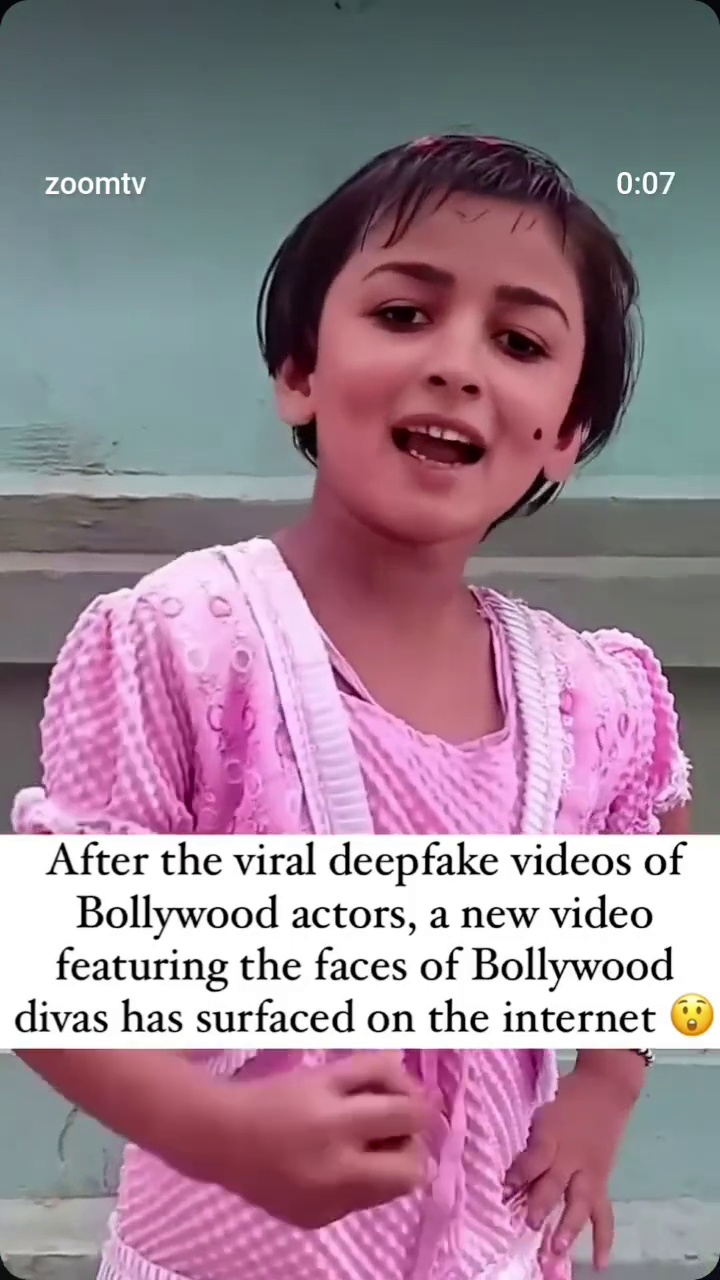 zoomtv
0:07
After the viral deepfake videos of
Bollywood actors, a new video
featuring the faces of Bollywood
divas has surfaced on the internet 😲